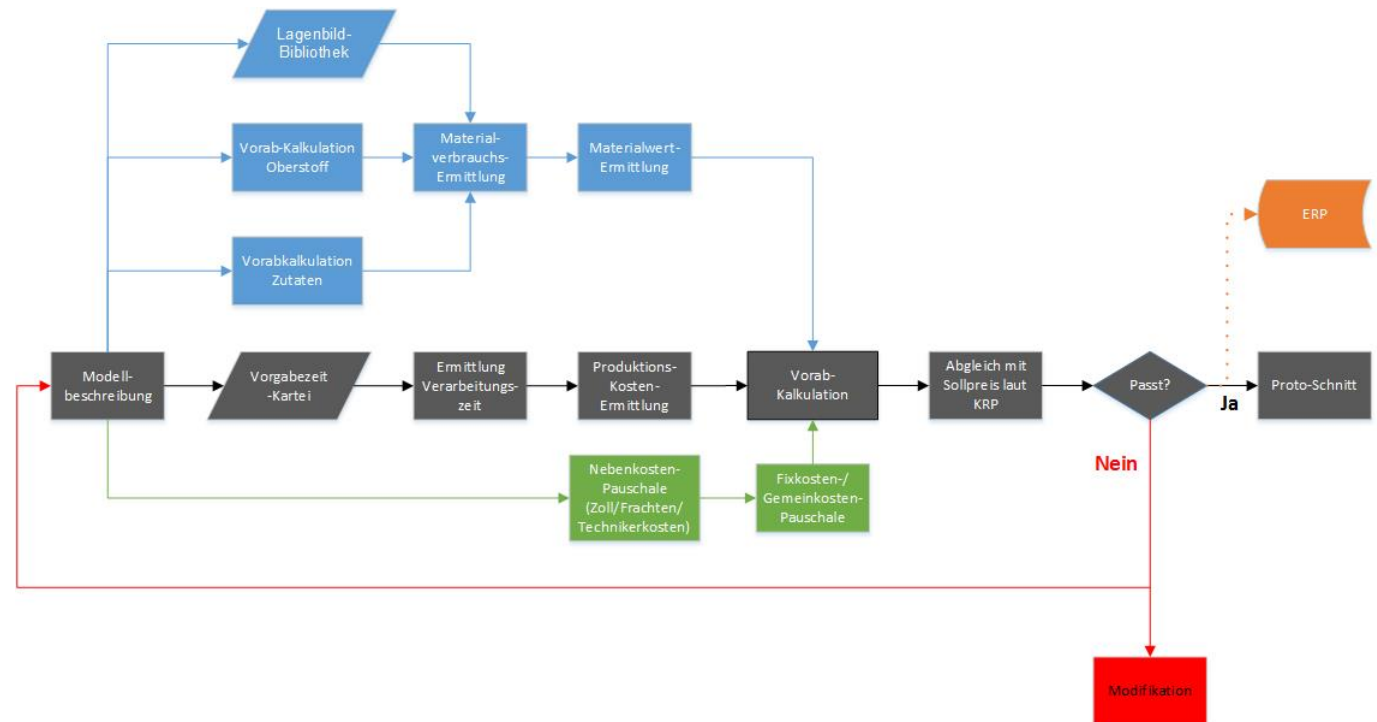 Lagenbild-
Bibliothek
Vorab-Kalkulation
Oberstoff
Material-
verbrauchs-
Ermittlung
Materialwert-
Ermittlung
ERP
Vorabkalkulation
Zutaten
Modell-
beschreibung
Vorgabezeit
-Kartei
Ermittlung
Verarbeitungs-
zeit
Produktions-
Kosten-
Ermittlung
Vorab-
Kalkulation
Abgleich mit
Sollpreis laut
KRP
Passt?
Ja
Proto-Schnitt
Nein
Nebenkosten-
Pauschale
(Zoll/Frachten/
Technikerkosten)
Fixkosten-/
Gemeinkosten-
Pauschale
Modifikation